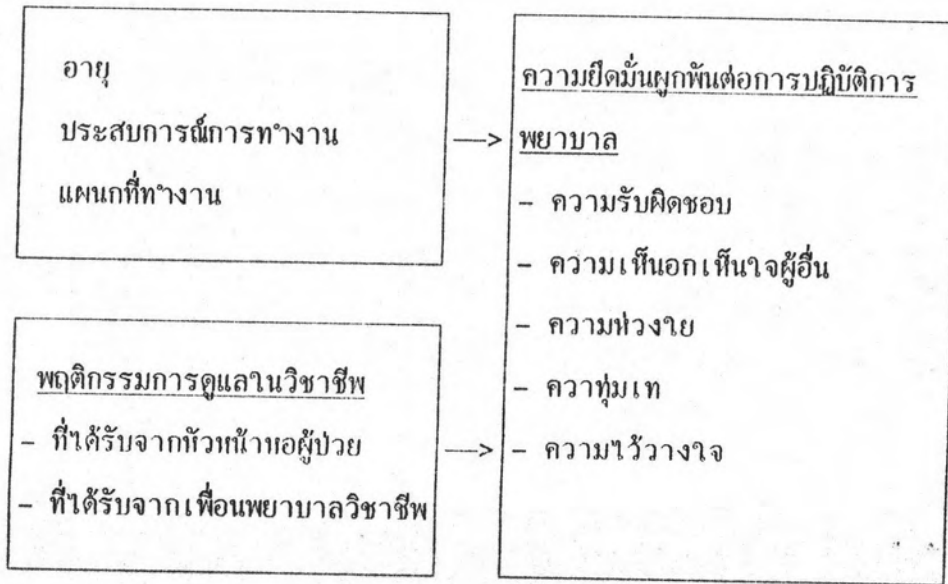 อายุ
ประสบการณ์การทำงาน
แผนกที่ทำงาน
พฤติกรรมการดูแลในวิชาชีพ
- ที่ได้รับจากหัวหน้าหอผู้ป่วย
- ที่ได้รับจากเพื่อนพยาบาลวิชาชีพ
ความยึดมั่นผูกพันต่อการปฏิบัติการ
พยาบาล
- ความรับผิดชอบ
- ความเห็นอกเห็นใจผู้อื่น
- ความห่วงใย
- ควาทุ่มเท
- ความไว้วางใจ